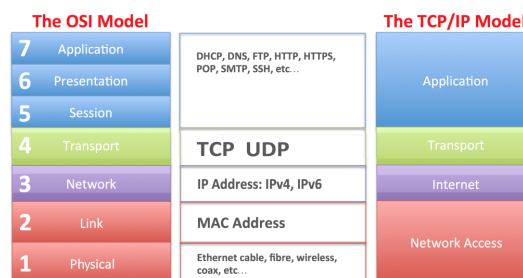 The OSI Model
The TCP/IP Model
7 Application
6 Presentation
5 Session
4 Transport
3 Network
2 Link
1 Physical
DHCP, DNS, FTP, HTTP, HTTPS,
POP, SMTP, SSH, etc...
TCP UDP
IP Address: IPv4, IPv6
MAC Address
Ethernet cable, fibre, wireless,
coax, etc...
Application
Transport
Internet
Network Access